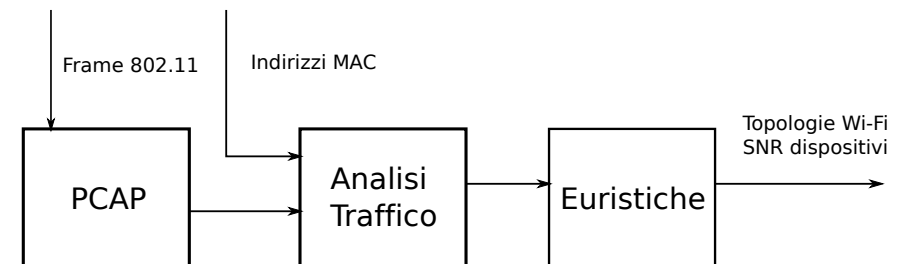 Frame 802.11
Indirizzi MAC
Topologie Wi-Fi
SNR dispositivi
PCAP
Analisi
Traffico
Euristiche